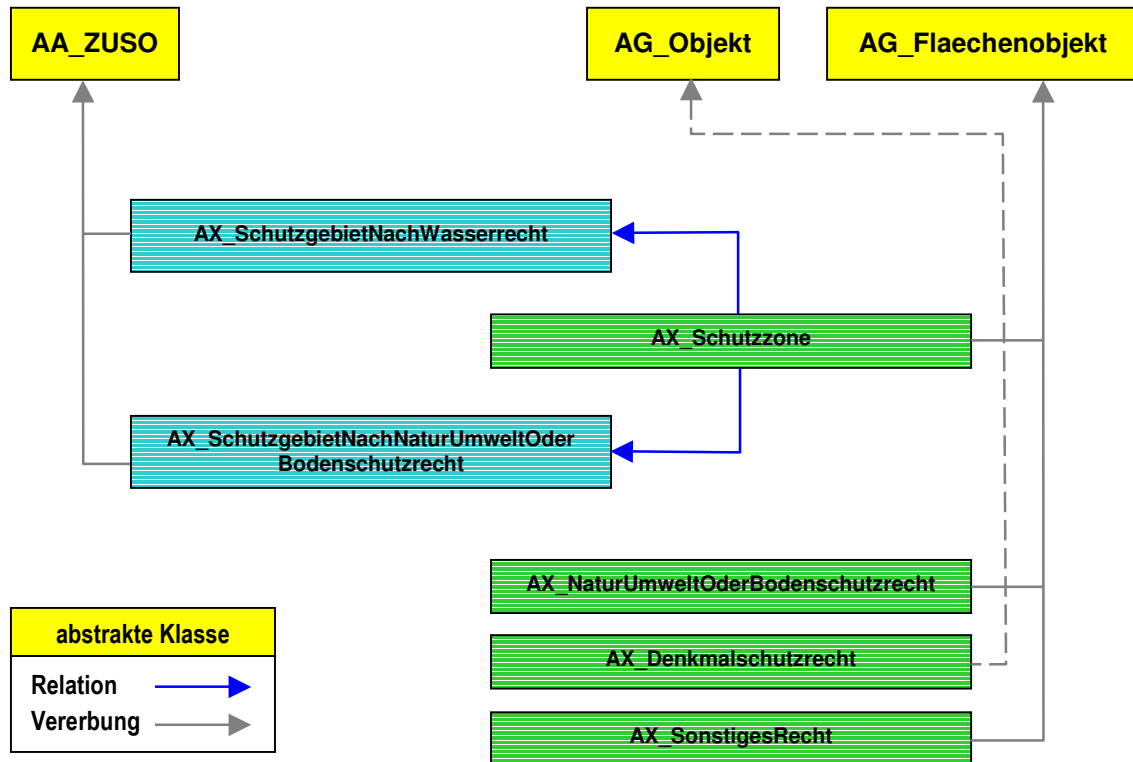 AA_ZUSO
AG_Objekt
AG_Flaechenobjekt
AX_SchutzgebietNachWasserrecht
AX_Schutzzone
AX_SchutzgebietNachNaturUmweltOder
Bodenschutzrecht
AX_NaturUmweltOderBodenschutzrecht
AX_Denkmalschutzrecht
AX_SonstigesRecht
abstrakte Klasse
Relation
Vererbung